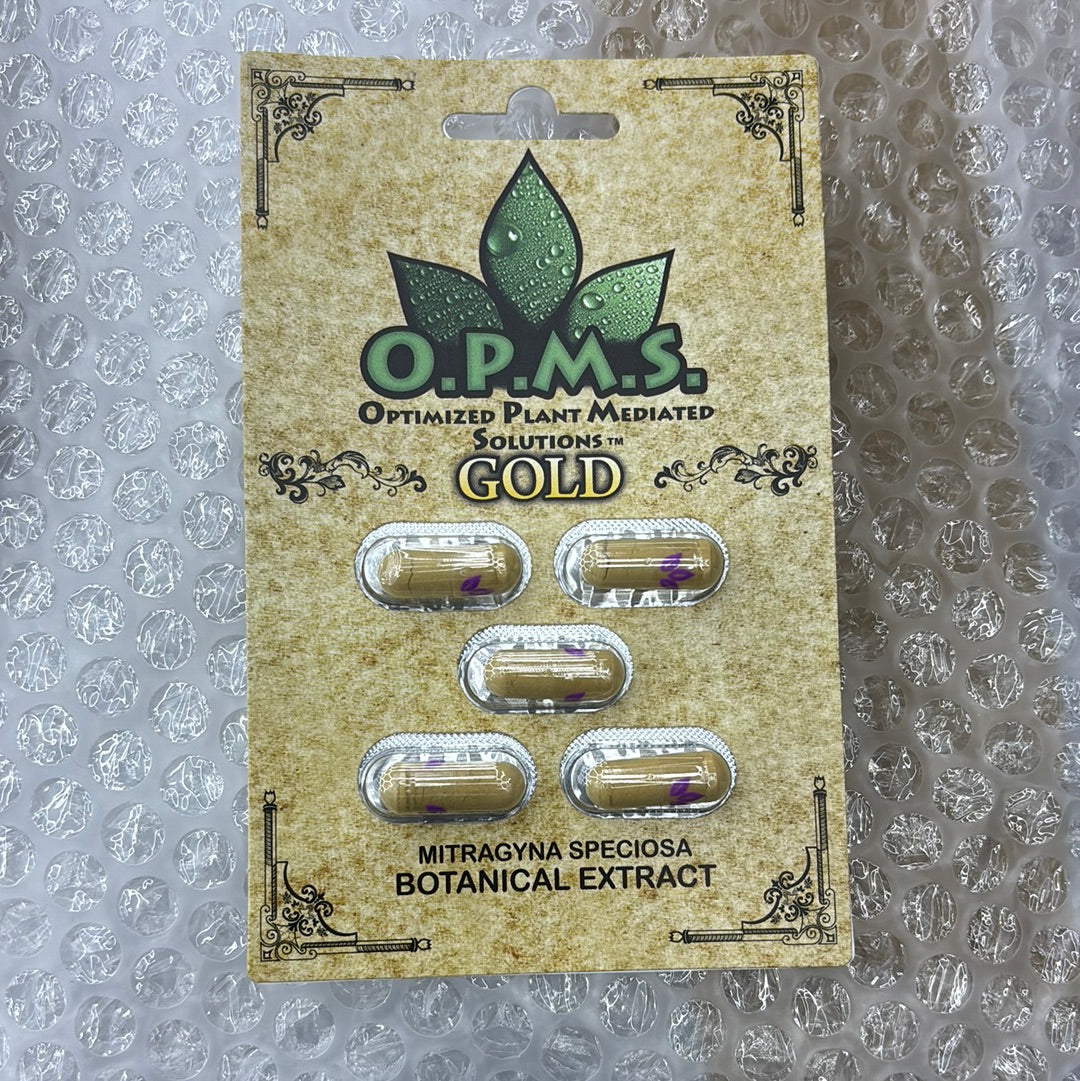 O.P.M.S.
OPTIMIZED PLANT MEDIATED
SOLUTIONS™
GOLD
MITRAGYNA SPECIOSA
BOTANICAL EXTRACT